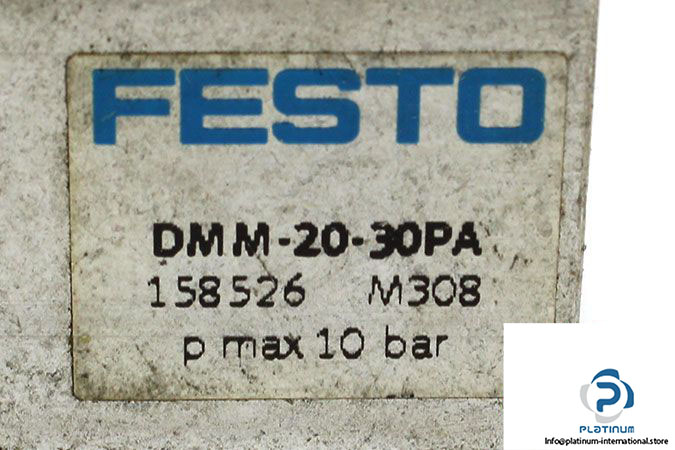 FESTO
DMM-20-30PA
158526 M308
p max 10 bar
PLATINUM
Info@platinum-international.store